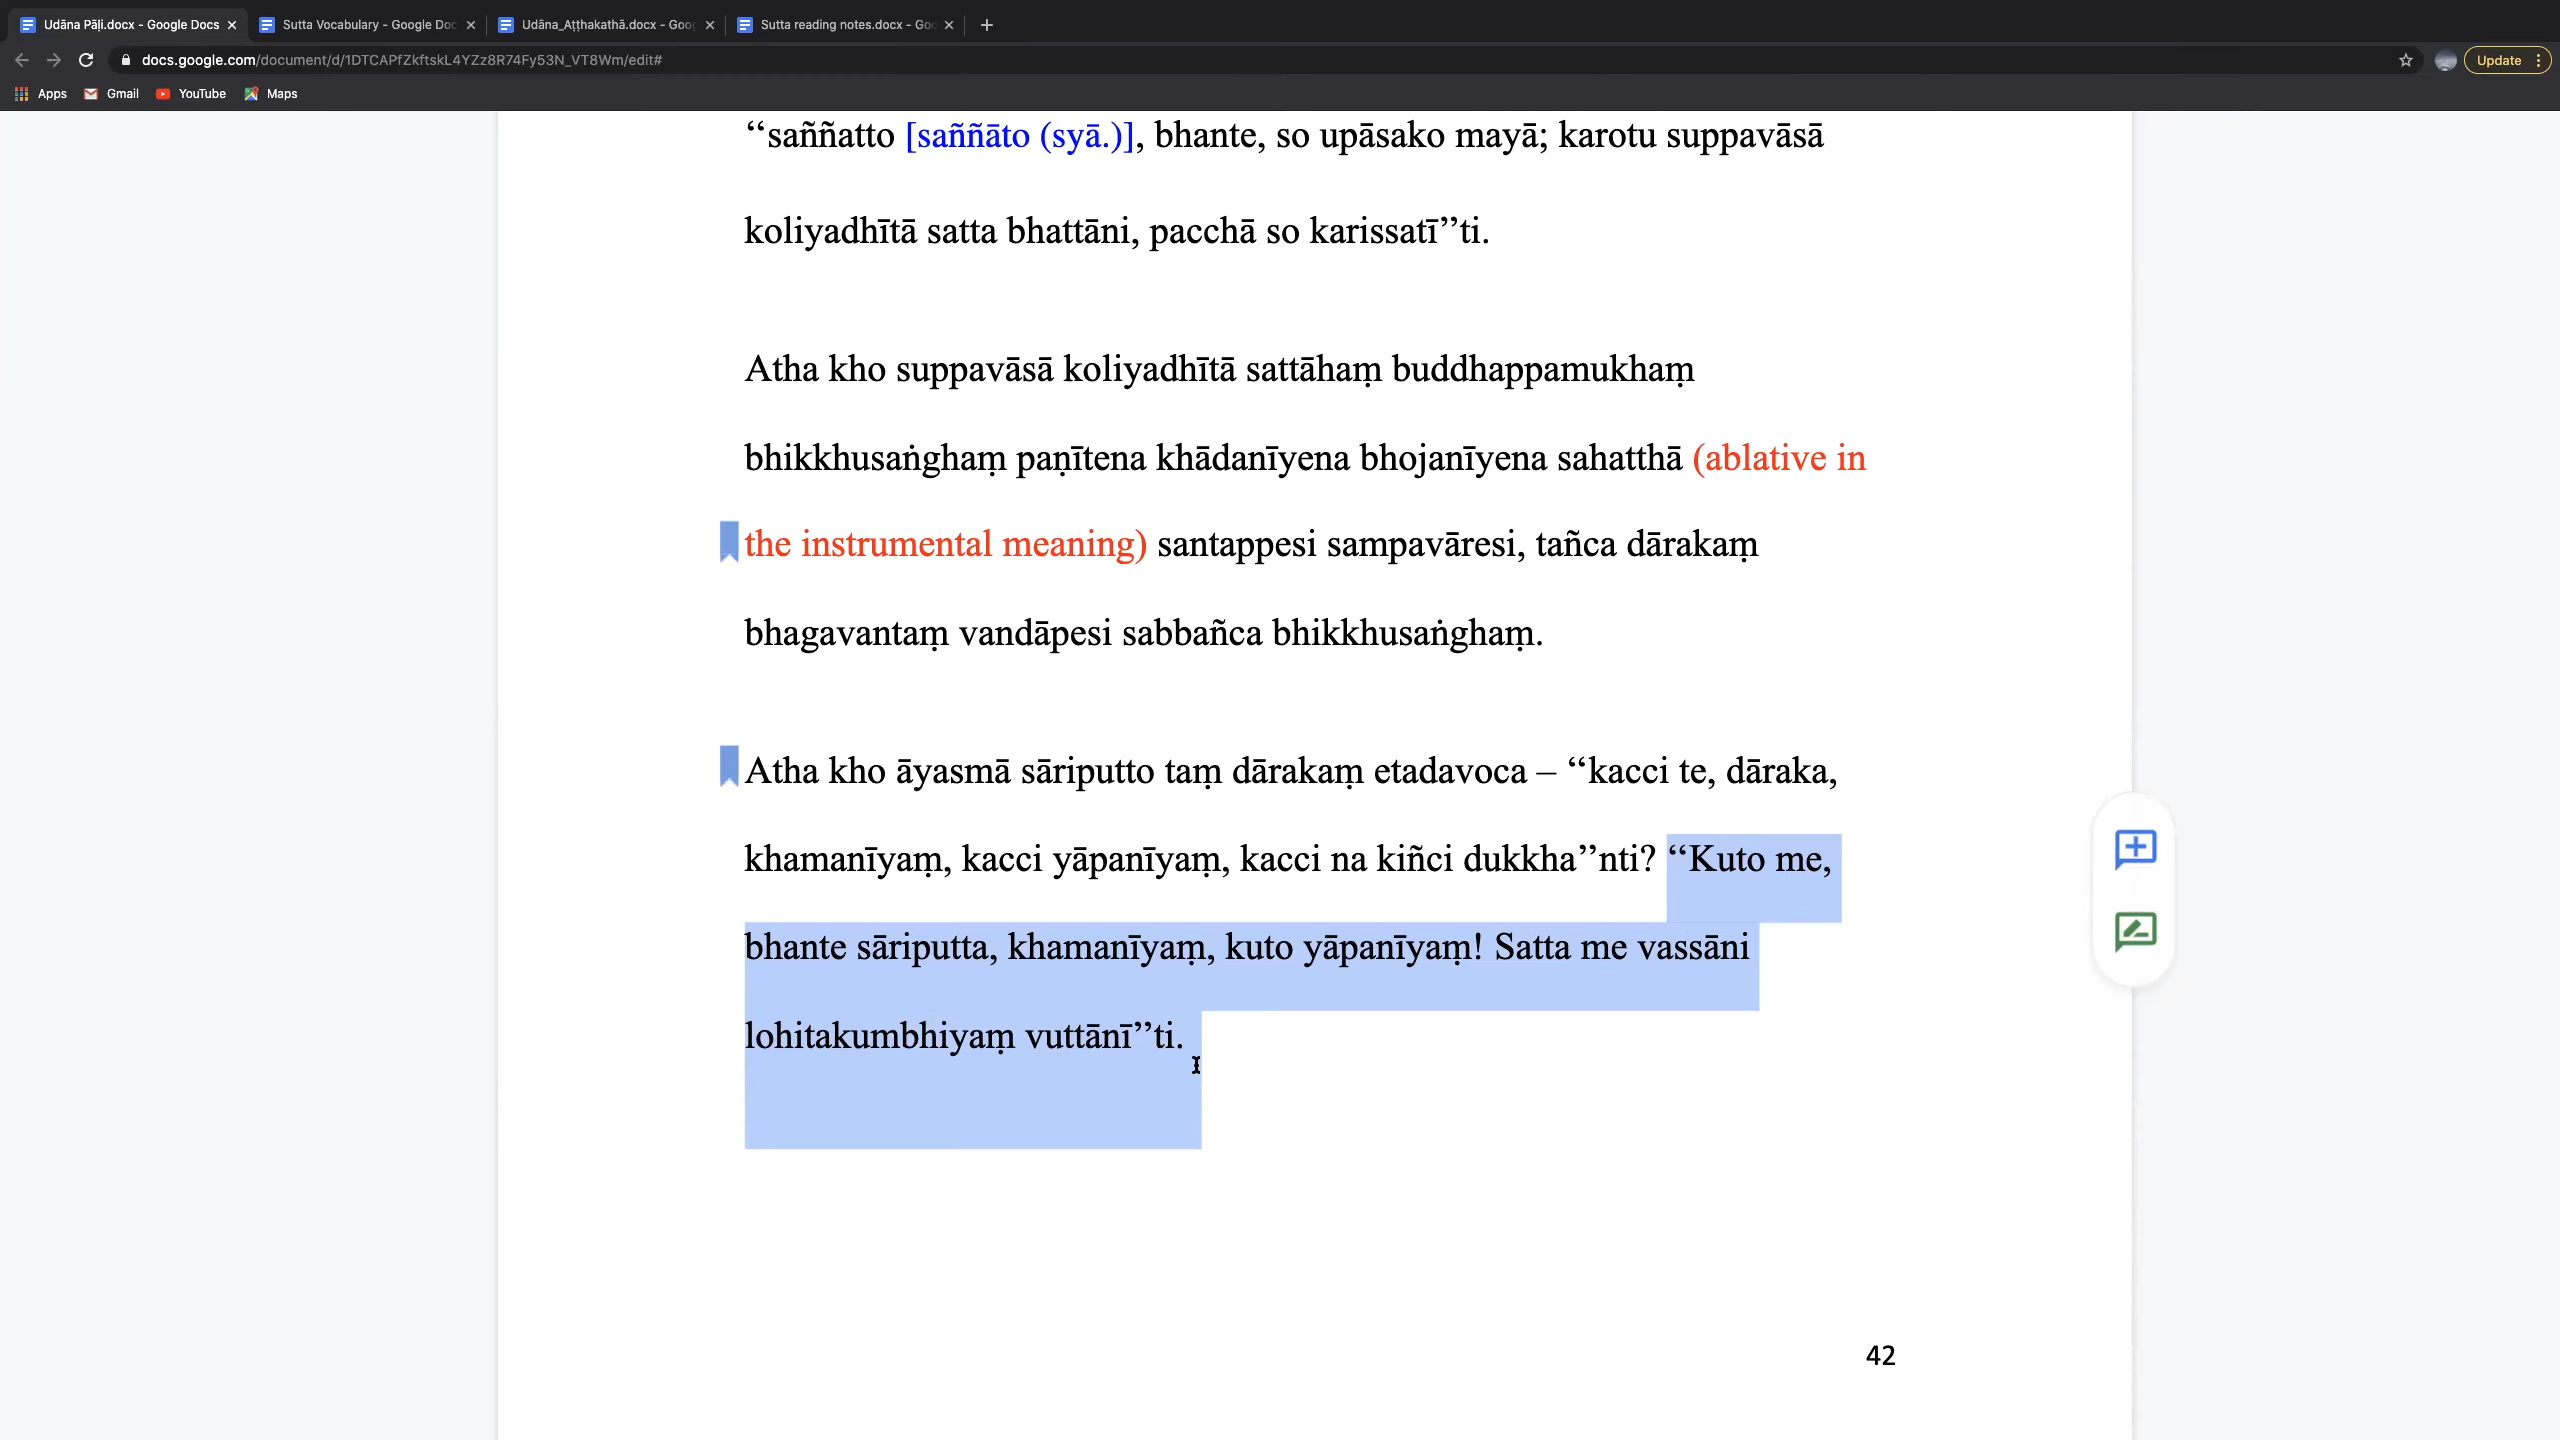 Udāna Pāḷi.docx - Google Docs
Sutta Vocabulary - Google Doc
Udāna_Aṭṭhakathā.docx - Goo
Sutta reading notes.docx - Go
docs.google.com/document/d/1DTCAPfZkftskL4YZz8R74Fy53N_VT8Wm/edit#
Update
Apps
Gmail
YouTube
Maps
‘‘saññatto [saññāto (syā.)], bhante, so upāsako mayā; karotu suppavāsā
koliyadhītā satta bhattāni, pacchā so karissatī’’ti.
Atha kho suppavāsā koliyadhītā sattāhaṃ buddhappamukhaṃ
bhikkhusaṅghaṃ paṇītena khādanīyena bhojanīyena sahatthā (ablative in
the instrumental meaning) santappesi sampavāresi, tañca dārakaṃ
bhagavantaṃ vandāpesi sabbañca bhikkhusaṅghaṃ.
Atha kho āyasmā sāriputto taṃ dārakaṃ etadavoca – ‘‘kacci te, dāraka,
khamanīyaṃ, kacci yāpanīyaṃ, kacci na kiñci dukkha’’nti? ‘‘Kuto me,
bhante sāriputta, khamanīyaṃ, kuto yāpanīyaṃ! Satta me vassāni
lohitakumbhiyaṃ vuttānī’’ti.
42